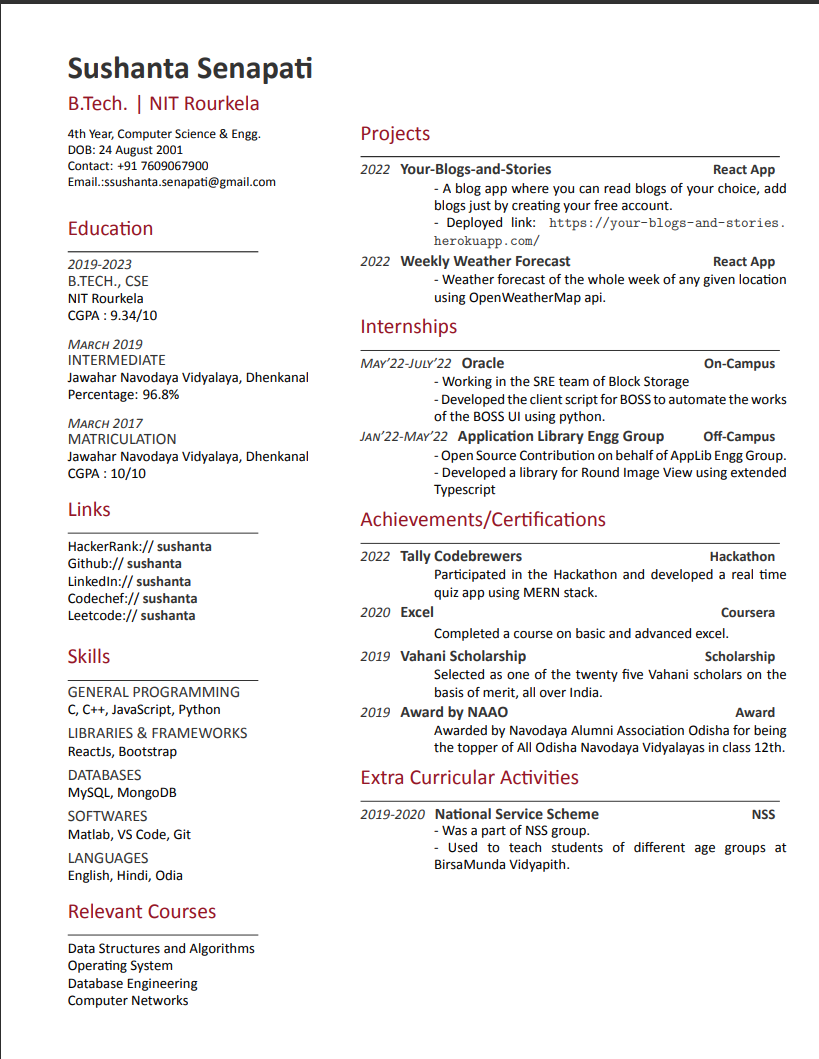 Sushanta Senapati
B.Tech. | NIT Rourkela
4th Year, Computer Science & Engg.
DOB: 24 August 2001
Contact: +91 7609067900
Email.:ssushanta.senapati@gmail.com
Education
2019-2023
B.TECH., CSE
NIT Rourkela
CGPA : 9.34/10
MARCH 2019
INTERMEDIATE
Jawahar Navodaya Vidyalaya, Dhenkanal
Percentage: 96.8%
MARCH 2017
MATRICULATION
Jawahar Navodaya Vidyalaya, Dhenkanal
CGPA : 10/10
Links
HackerRank:// sushanta
Github:// sushanta
LinkedIn:// sushanta
Codechef:// sushanta
Leetcode:// sushanta
Skills
GENERAL PROGRAMMING
C, C++, JavaScript, Python
LIBRARIES & FRAMEWORKS
ReactJs, Bootstrap
DATABASES
MySQL, MongoDB
SOFTWARES
Matlab, VS Code, Git
LANGUAGES
English, Hindi, Odia
Relevant Courses
Data Structures and Algorithms
Operating System
Database Engineering
Computer Networks
Projects
2022 Your-Blogs-and-Stories React App
- A blog app where you can read blogs of your choice, add
blogs just by creating your free account.
- Deployed link: https://your-blogs-and-stories.
herokuapp.com/
2022 Weekly Weather Forecast React App
- Weather forecast of the whole week of any given location
using OpenWeatherMap api.
Internships
MAY'22-JULY'22 Oracle On-Campus
- Working in the SRE team of Block Storage
- Developed the client script for BOSS to automate the works
of the BOSS UI using python.
JAN'22-MAY'22 Application Library Engg Group Off-Campus
- Open Source Contribution on behalf of AppLib Engg Group.
- Developed a library for Round Image View using extended
Typescript
Achievements/Certifications
2022 Tally Codebrewers Hackathon
Participated in the Hackathon and developed a real time
quiz app using MERN stack.
2020 Excel Coursera
Completed a course on basic and advanced excel.
2019 Vahani Scholarship Scholarship
Selected as one of the twenty five Vahani scholars on the
basis of merit, all over India.
2019 Award by NAAO Award
Awarded by Navodaya Alumni Association Odisha for being
the topper of All Odisha Navodaya Vidyalayas in class 12th.
Extra Curricular Activities
2019-2020 National Service Scheme NSS
- Was a part of NSS group.
- Used to teach students of different age groups at
BirsaMunda Vidyapith.